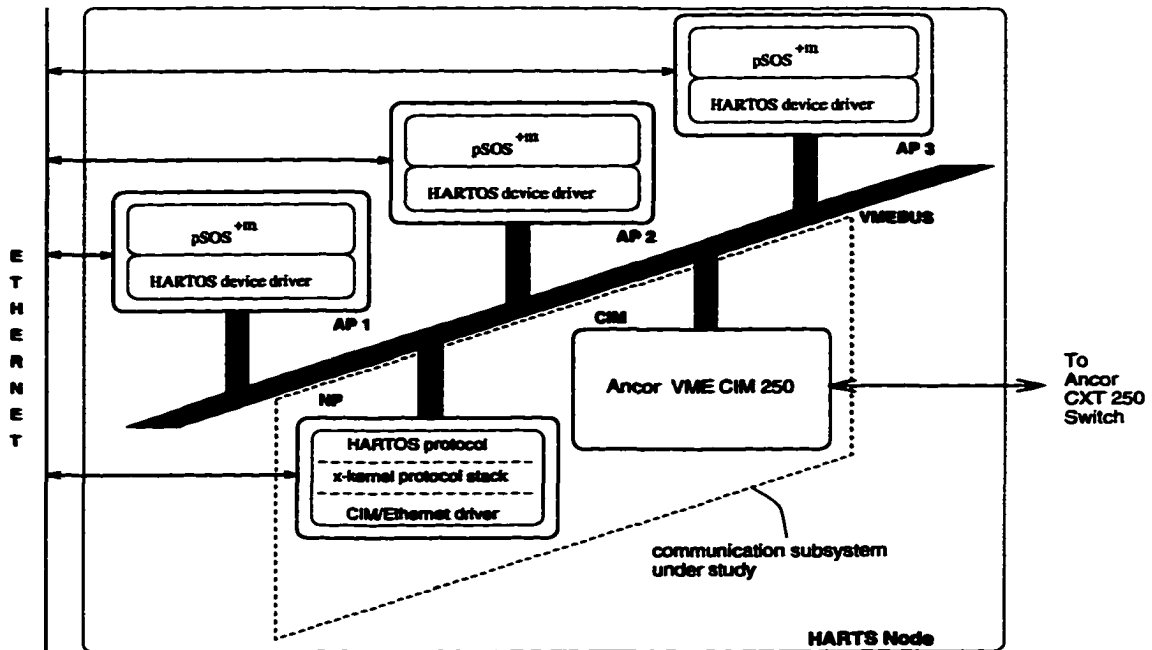 pSOS +m
HARTOS device driver
AP 3
pSOS +m
HARTOS device driver
AP 2
VMEBUS
pSOS +m
HARTOS device driver
AP 1
ETHERNET
CIM
Ancor VME CIM 250
To
Ancor
CXT 250
Switch
NP
HARTOS protocol
x-kernel protocol stack
CIM/Ethernet driver
communication subsystem
under study
HARTS Node